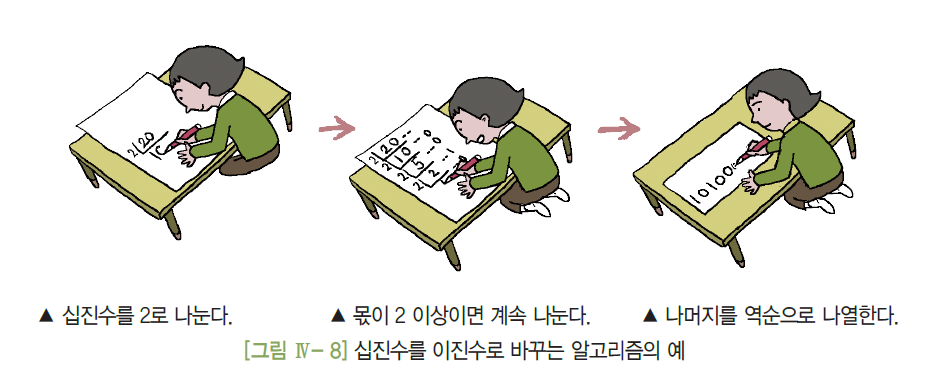 2 20
10
2 20 -- 0
2 10 -- 0
2 5 -- 1
2 2
10100
▲ 십진수를 2로 나눈다.
▲ 몫이 2 이상이면 계속 나눈다.
▲ 나머지를 역순으로 나열한다.
[그림 Ⅳ- 8] 십진수를 이진수로 바꾸는 알고리즘의 예